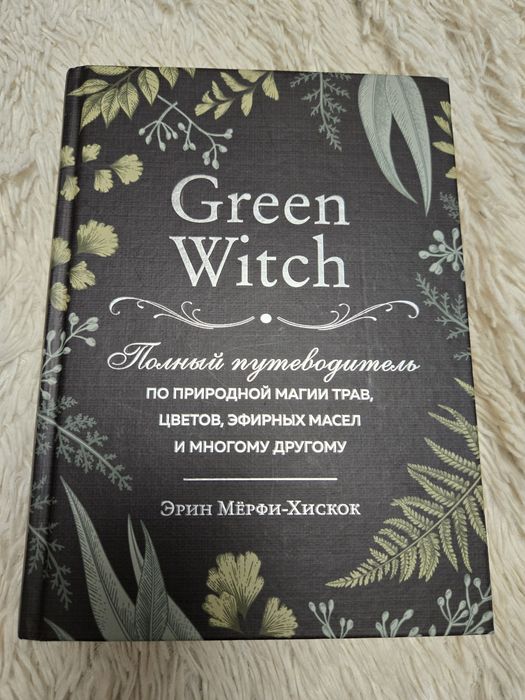 Green
Witch
Полный путеводитель
ПО ПРИРОДНОЙ МАГИИ ТРАВ,
ЦВЕТОВ, ЭФИРНЫХ МАСЕЛ
И МНОГОМУ ДРУГОМУ
ЭРИН МЁРФИ-ХИСКОК